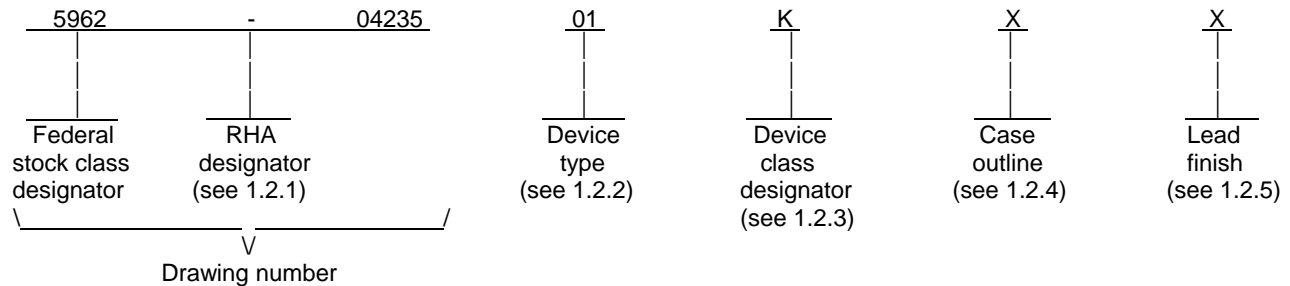 5962 - 04235 01 K X X
Federal RHA Device Device Case Lead
stock class designator type class outline finish
designator (see 1.2.1) (see 1.2.2) designator (see 1.2.4) (see 1.2.5)
(see 1.2.3)
Drawing number